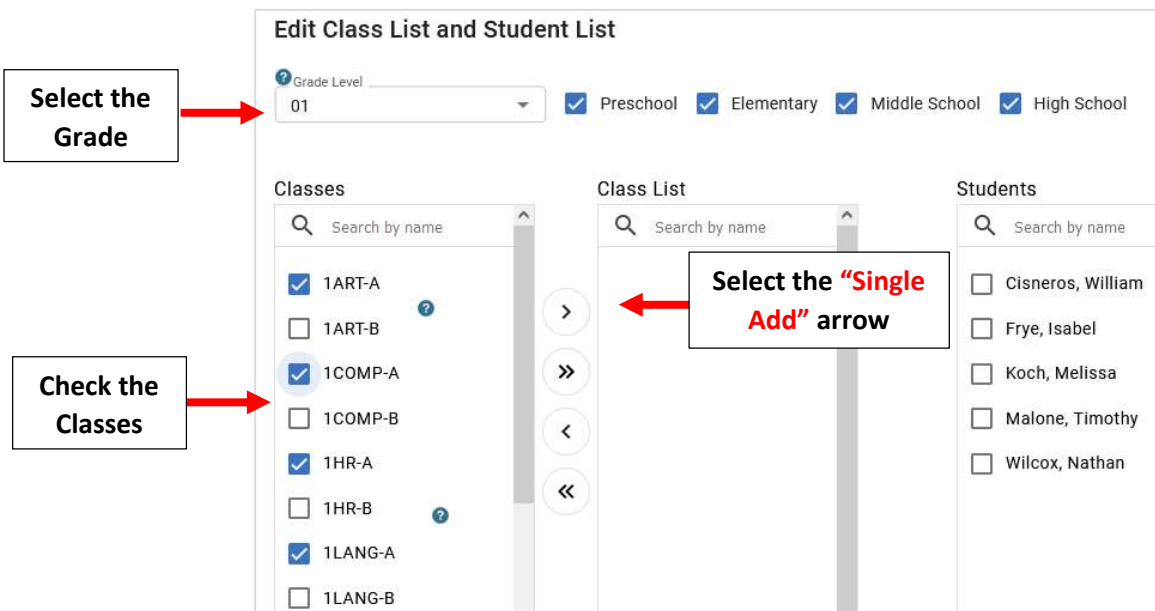 Edit Class List and Student List
? Grade Level
01
Preschool
Elementary
Middle School
High School
Select the
Grade
Classes
Class List
Students
Search by name
Search by name
Search by name
1ART-A
?
1ART-B
1COMP-A
1COMP-B
1HR-A
1HR-B
?
1LANG-A
1LANG-B
Check the
Classes
Select the “Single
Add” arrow
Cisneros, William
Frye, Isabel
Koch, Melissa
Malone, Timothy
Wilcox, Nathan